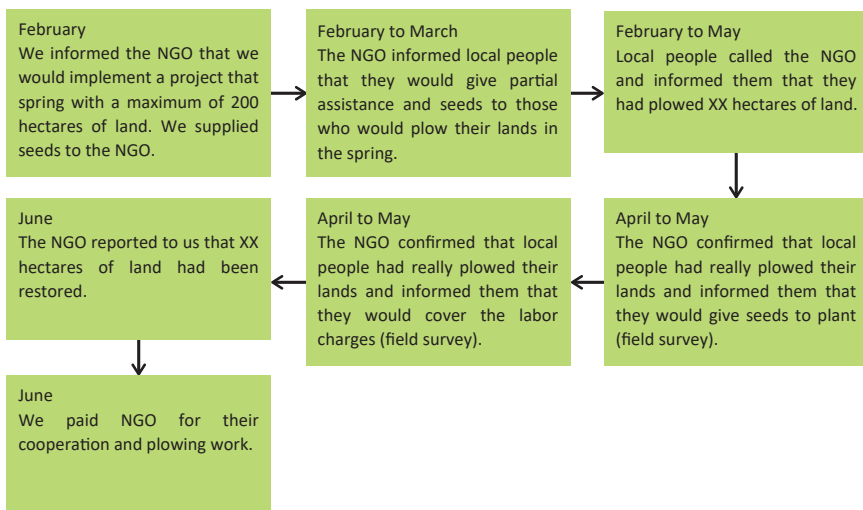 February
We informed the NGO that we
would implement a project that
spring with a maximum of 200
hectares of land. We supplied
seeds to the NGO.
February to March
The NGO informed local people
that they would give partial
assistance and seeds to those
who would plow their lands in
the spring.
February to May
Local people called the NGO
and informed them that they
had plowed XX hectares of land.
April to May
The NGO confirmed that local
people had really plowed their
lands and informed them that
they would give seeds to plant
(field survey).
April to May
The NGO confirmed that local
people had really plowed their
lands and informed them that
they would cover the labor
charges (field survey).
June
The NGO reported to us that XX
hectares of land had been
restored.
June
We paid NGO for their
cooperation and plowing work.